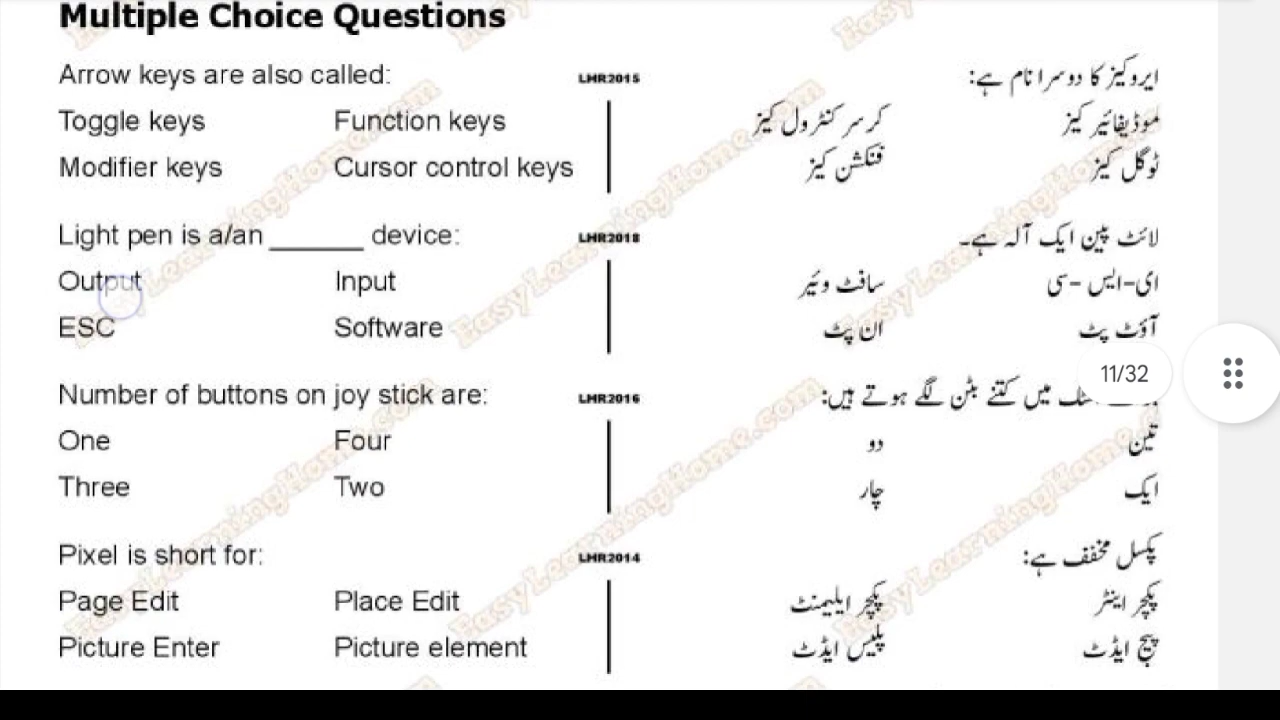 Multiple Choice Questions
Arrow keys are also called: LHR2015 ایروکیز کا دوسرا نام ہے:
Toggle keys Function keys موڈیفائیر کیز کرسر کنٹرول کیز
Modifier keys Cursor control keys ٹوگل کیز فنکشن کیز
Light pen is a/an ______ device: LHR2018 لائٹ پین ایک آلہ ہے۔
Output Input ای-ایس-سی سافٹ ویئر
ESC Software آؤٹ پٹ ان پٹ
Number of buttons on joy stick are: LHR2016 میں کتنے بٹن لگے ہوتے ہیں:
One Four تین دو
Three Two ایک چار
Pixel is short for: LHR2014 پکسل مخفف ہے:
Page Edit Place Edit پکچر اینٹر پکچر ایلیمنٹ
Picture Enter Picture element پیج ایڈٹ پلیس ایڈٹ
11/32
EasyLearningHome.com